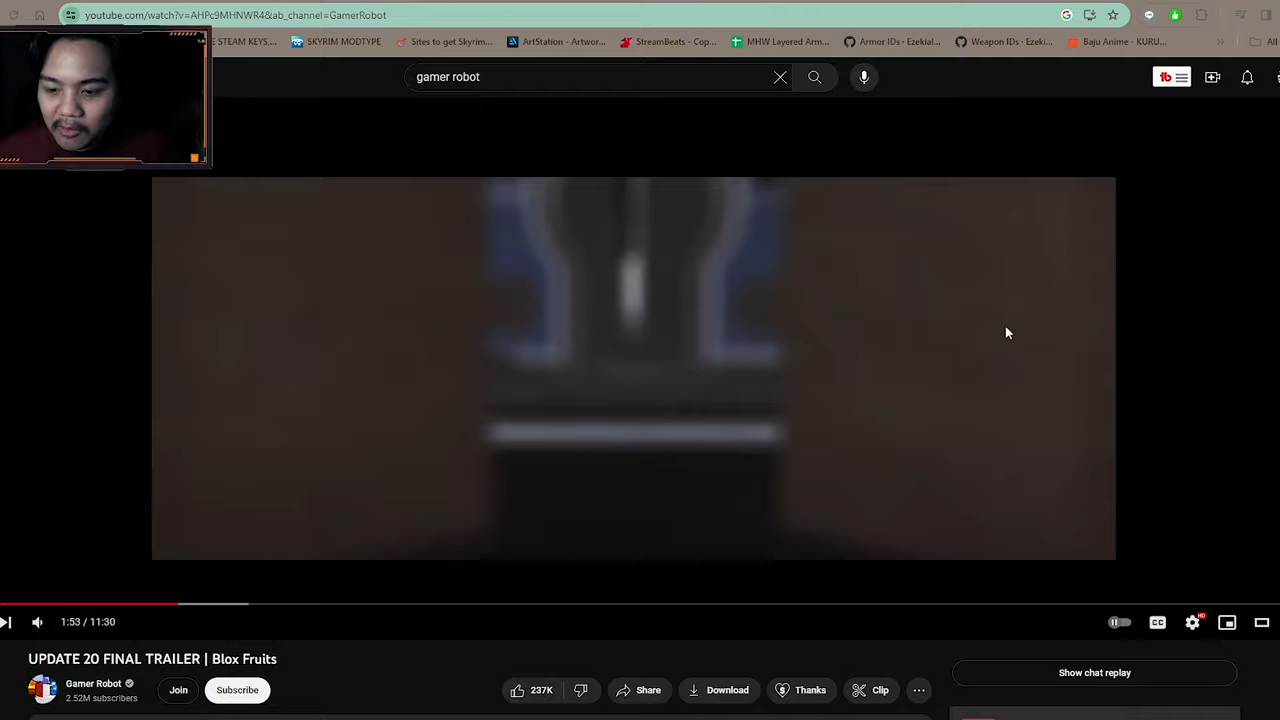 youtube.com/watch?v=AHPc9MHNWR4&ab_channel=GamerRobot
STEAM KEYS,... SKYRIM MODTYPE Sites to get Skyrim... ArtStation - Artwor... StreamBeats - Cop... MHW Layered Arm... Armor IDs · Ezekial... Weapon IDs · Ezeki... Baju Anime - KURU... » All
gamer robot
1:53 / 11:30
CC
HD
UPDATE 20 FINAL TRAILER | Blox Fruits
Gamer Robot
2.52M subscribers
Join
Subscribe
237K
Share
Download
Thanks
Clip
Show chat replay